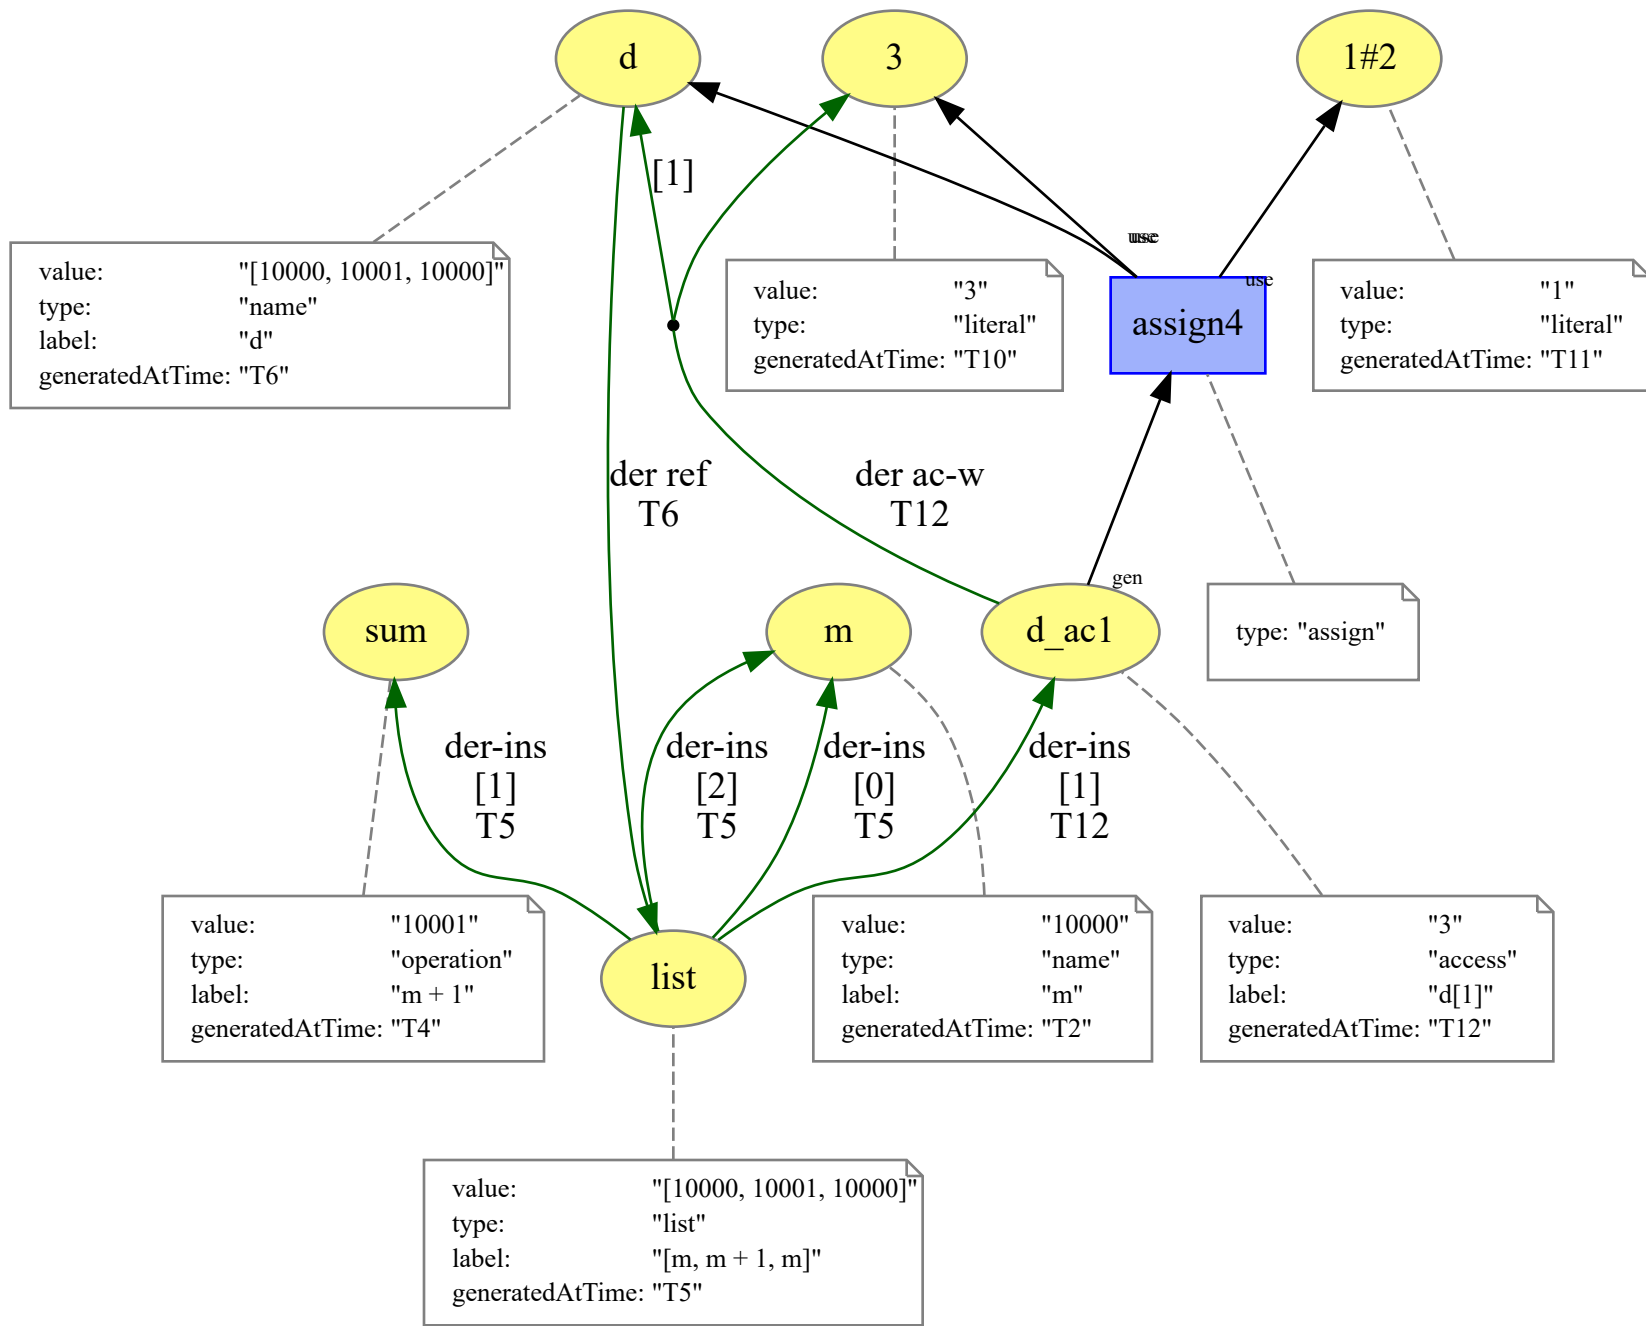 d
3
1#2
[1]
use
use
use
value: "[10000, 10001, 10000]"
type: "name"
label: "d"
generatedAtTime: "T6"
value: "3"
type: "literal"
generatedAtTime: "T10"
assign4
value: "1"
type: "literal"
generatedAtTime: "T11"
der ref
T6
der ac-w
T12
gen
sum
m
d_ac1
type: "assign"
der-ins
[1]
T5
der-ins
[2]
T5
der-ins
[0]
T5
der-ins
[1]
T12
value: "10001"
type: "operation"
label: "m + 1"
generatedAtTime: "T4"
list
value: "10000"
type: "name"
label: "m"
generatedAtTime: "T2"
value: "3"
type: "access"
label: "d[1]"
generatedAtTime: "T12"
value: "[10000, 10001, 10000]"
type: "list"
label: "[m, m + 1, m]"
generatedAtTime: "T5"